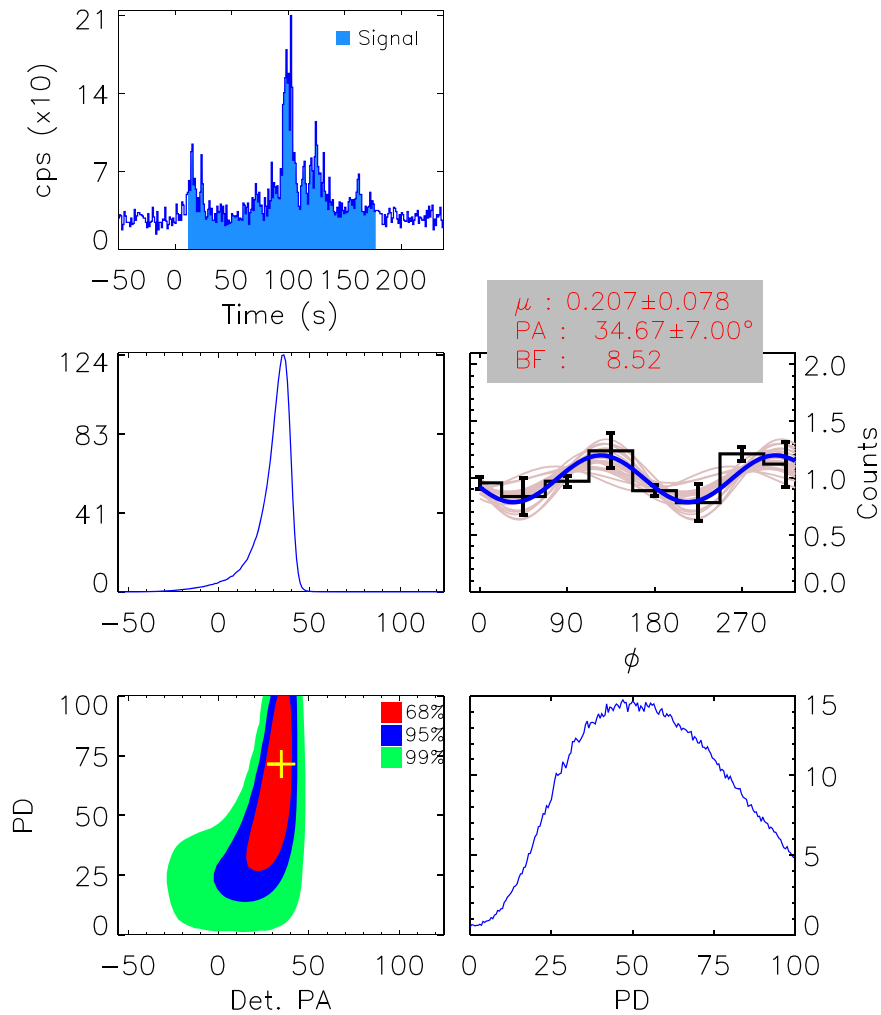 21
14
7
0
cps (x10)
Signal
−50 0 50 100 150 200
Time (s)
μ : 0.207±0.078
PA : 34.67±7.00°
BF : 8.52
124
83
41
0
−50 0 50 100
2.0
1.5
1.0
0.5
0.0
Counts
0 90 180 270
ϕ
100
75
50
25
0
PD
68%
95%
99%
−50 0 50 100
Det. PA
15
10
5
0
0 25 50 75 100
PD